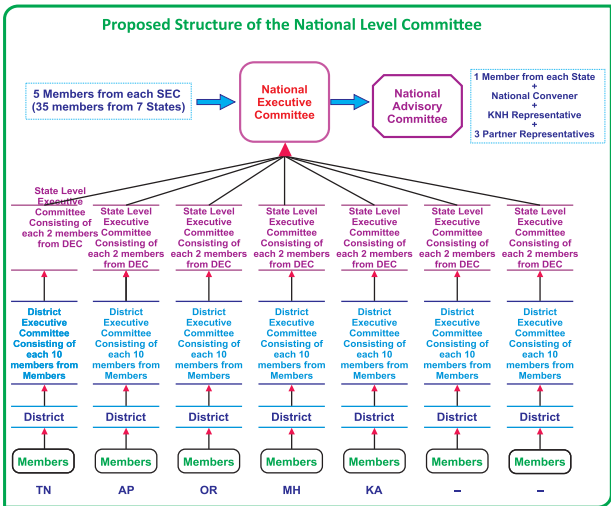 Proposed Structure of the National Level Committee
5 Members from each SEC
(35 members from 7 States)
National
Executive
Committee
National
Advisory
Committee
1 Member from each State
+
National Convener
+
KNH Representative
+
3 Partner Representatives
State Level
Executive
Committee
Consisting of
each 2 members
from DEC
State Level
Executive
Committee
Consisting of
each 2 members
from DEC
State Level
Executive
Committee
Consisting of
each 2 members
from DEC
State Level
Executive
Committee
Consisting of
each 2 members
from DEC
State Level
Executive
Committee
Consisting of
each 2 members
from DEC
State Level
Executive
Committee
Consisting of
each 2 members
from DEC
State Level
Executive
Committee
Consisting of
each 2 members
from DEC
District
Executive
Committee
Consisting of
each 10
members from
Members
District
Executive
Committee
Consisting of
each 10
members from
Members
District
Executive
Committee
Consisting of
each 10
members from
Members
District
Executive
Committee
Consisting of
each 10
members from
Members
District
Executive
Committee
Consisting of
each 10
members from
Members
District
Executive
Committee
Consisting of
each 10
members from
Members
District
Executive
Committee
Consisting of
each 10
members from
Members
District District District District District District District
Members Members Members Members Members Members Members
TN AP OR MH KA – –